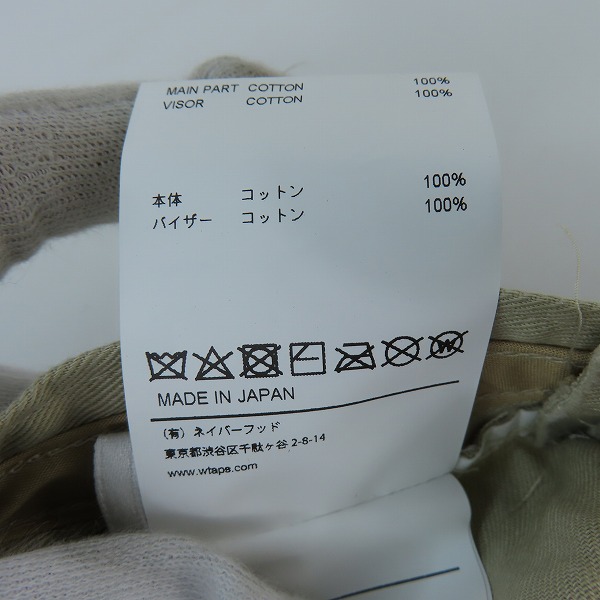 MAIN PART COTTON 100%
VISOR COTTON 100%
本体 コットン 100%
バイザー コットン 100%
MADE IN JAPAN
(有) ネイバーフッド
東京都渋谷区千駄ヶ谷 2-8-14
www.wtaps.com